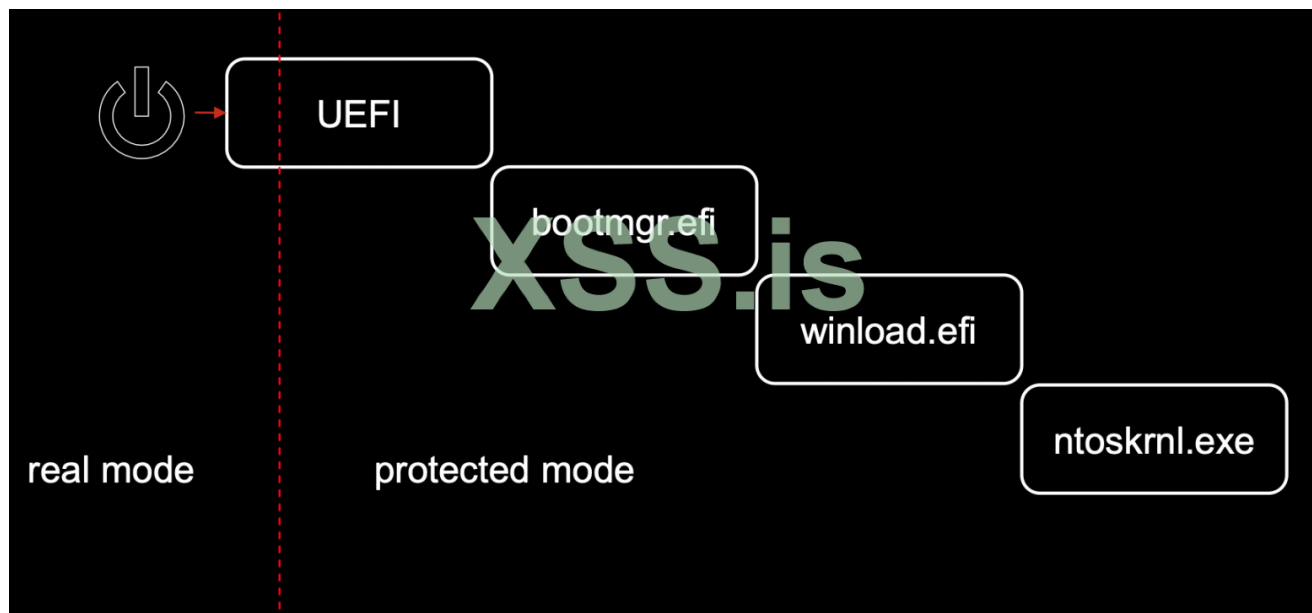 UEFI
bootmgr.efi
XSS.is
winload.efi
ntoskrnl.exe
real mode
protected mode